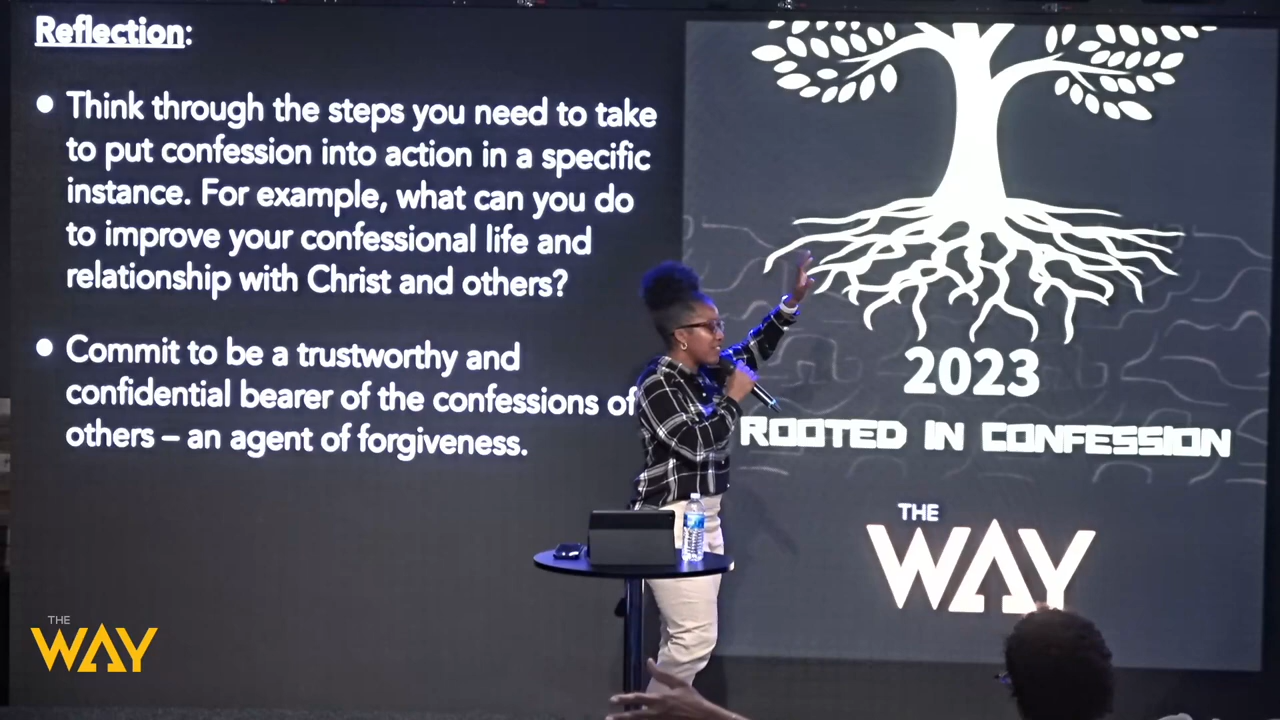 Reflection:
• Think through the steps you need to take
to put confession into action in a specific
instance. For example, what can you do
to improve your confessional life and
relationship with Christ and others?
• Commit to be a trustworthy and
confidential bearer of the confessions of
others – an agent of forgiveness.
2023
ROOTED IN CONFESSION
THE
WAY
THE
WAY